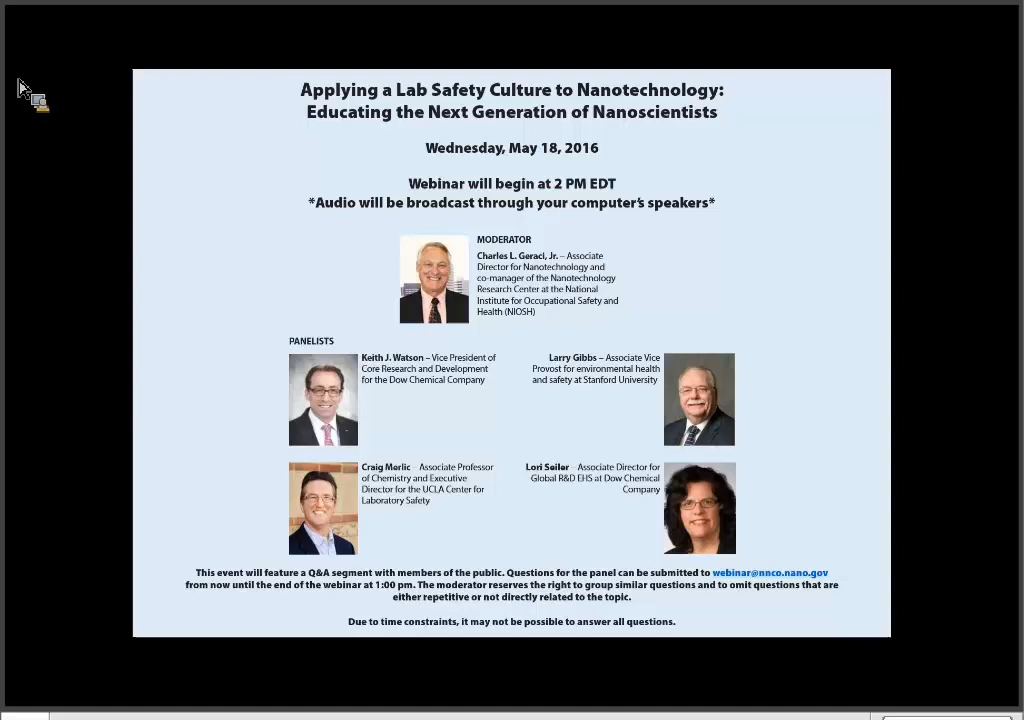 Applying a Lab Safety Culture to Nanotechnology:
Educating the Next Generation of Nanoscientists
Wednesday, May 18, 2016
Webinar will begin at 2 PM EDT
*Audio will be broadcast through your computer's speakers*
MODERATOR
Charles L. Geraci, Jr. – Associate
Director for Nanotechnology and
co-manager of the Nanotechnology
Research Center at the National
Institute for Occupational Safety and
Health (NIOSH)
PANELISTS
Keith J. Watson – Vice President of
Core Research and Development
for the Dow Chemical Company
Larry Gibbs – Associate Vice
Provost for environmental health
and safety at Stanford University
Craig Merlic – Associate Professor
of Chemistry and Executive
Director for the UCLA Center for
Laboratory Safety
Lori Seiler – Associate Director for
Global R&D EHS at Dow Chemical
Company
This event will feature a Q&A segment with members of the public. Questions for the panel can be submitted to webinar@nnco.nano.gov
from now until the end of the webinar at 1:00 pm. The moderator reserves the right to group similar questions and to omit questions that are
either repetitive or not directly related to the topic.
Due to time constraints, it may not be possible to answer all questions.